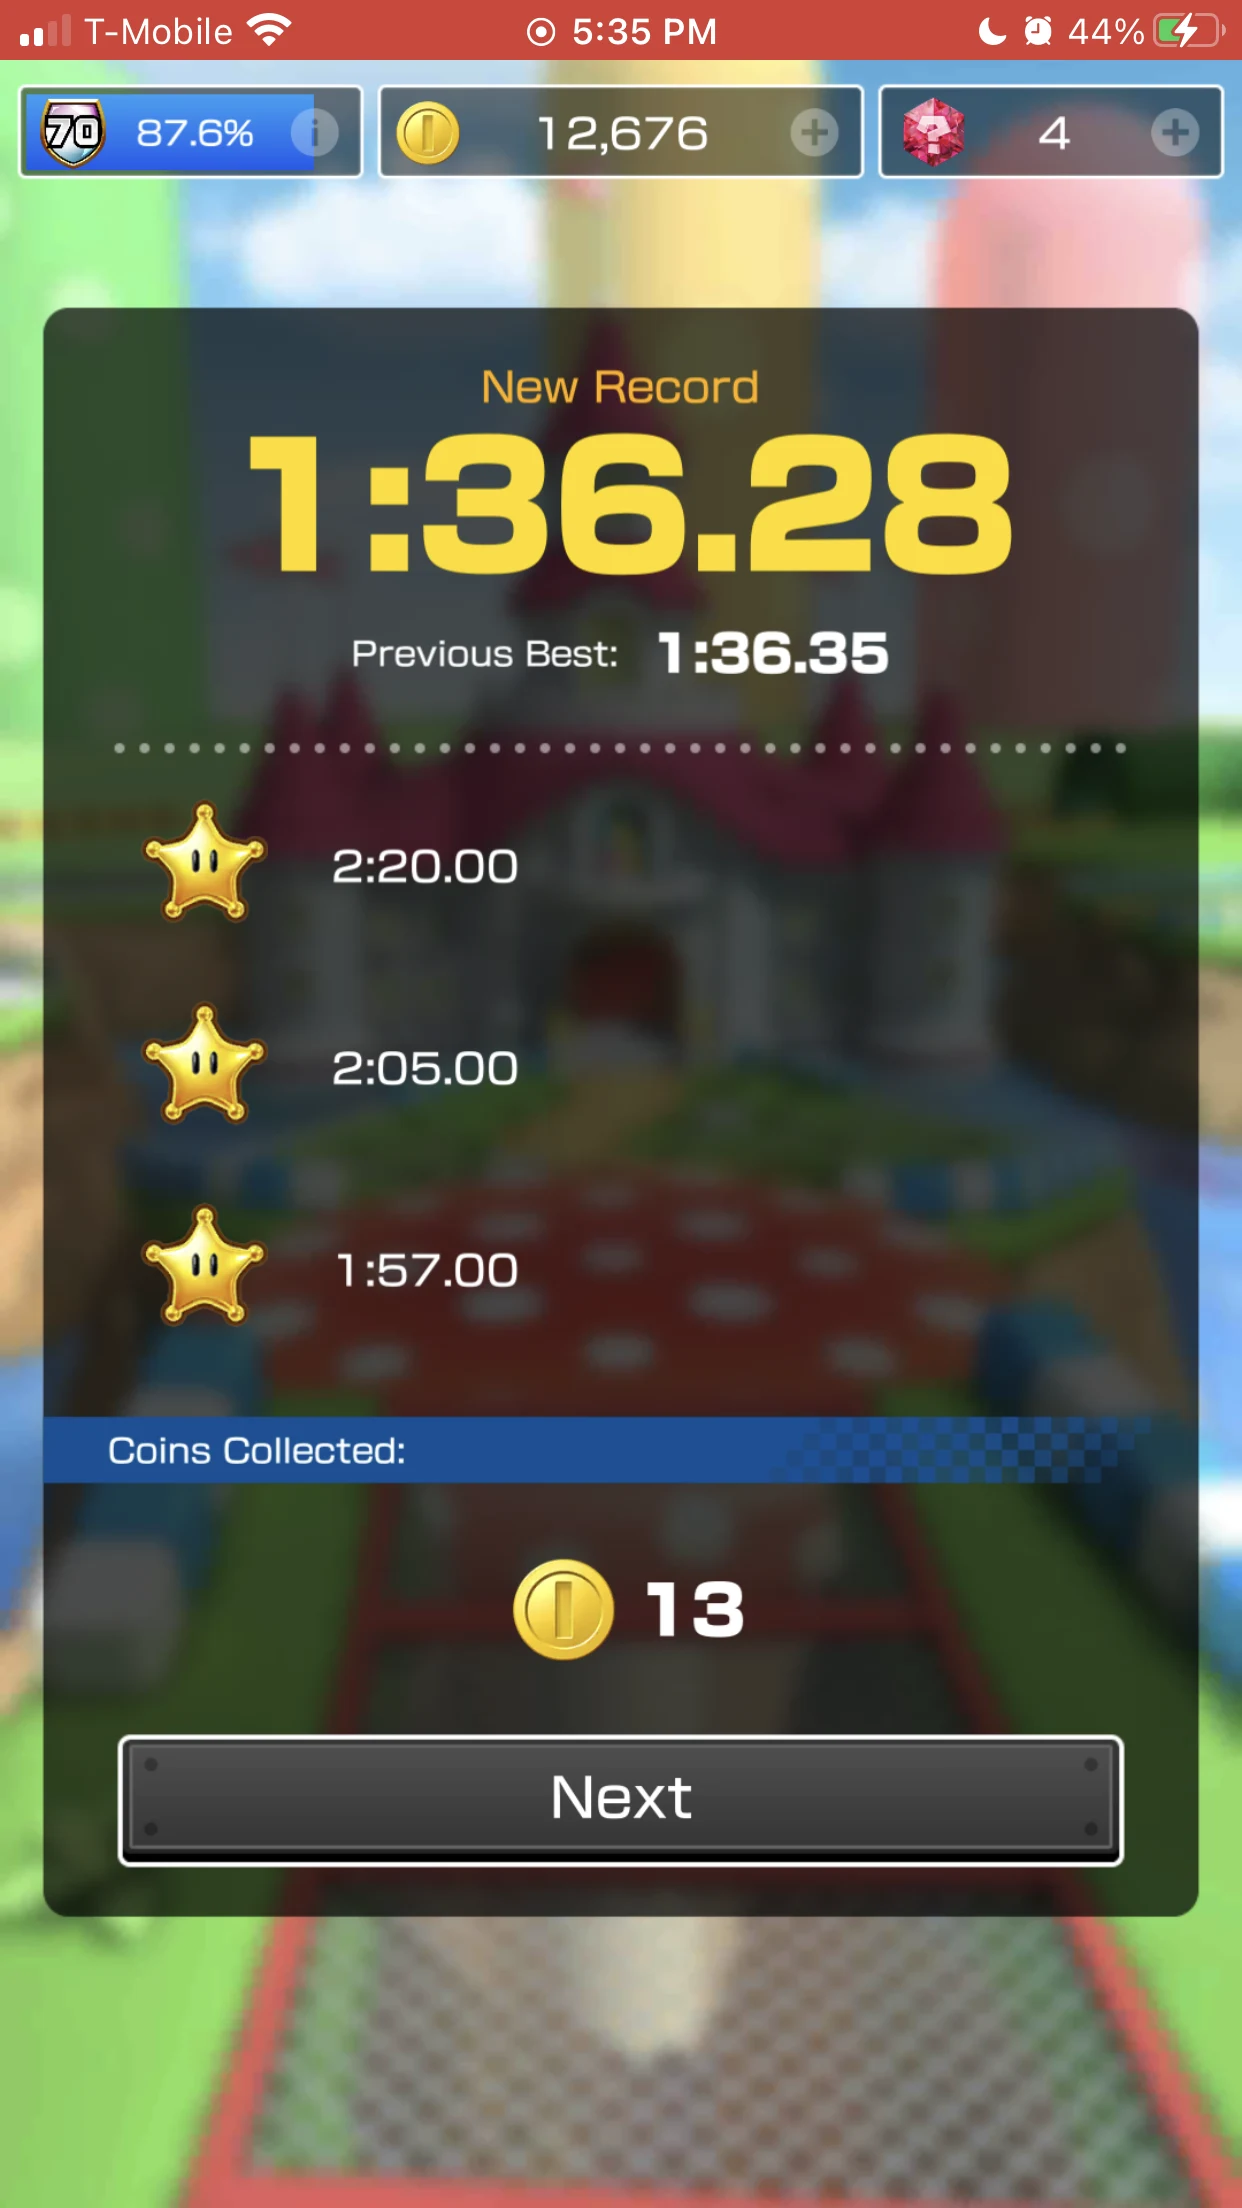 T-Mobile 5:35 PM 44%
70 87.6% i 12,676 + ? 4 +
New Record
1:36.28
Previous Best: 1:36.35
2:20.00
2:05.00
1:57.00
Coins Collected:
13
Next